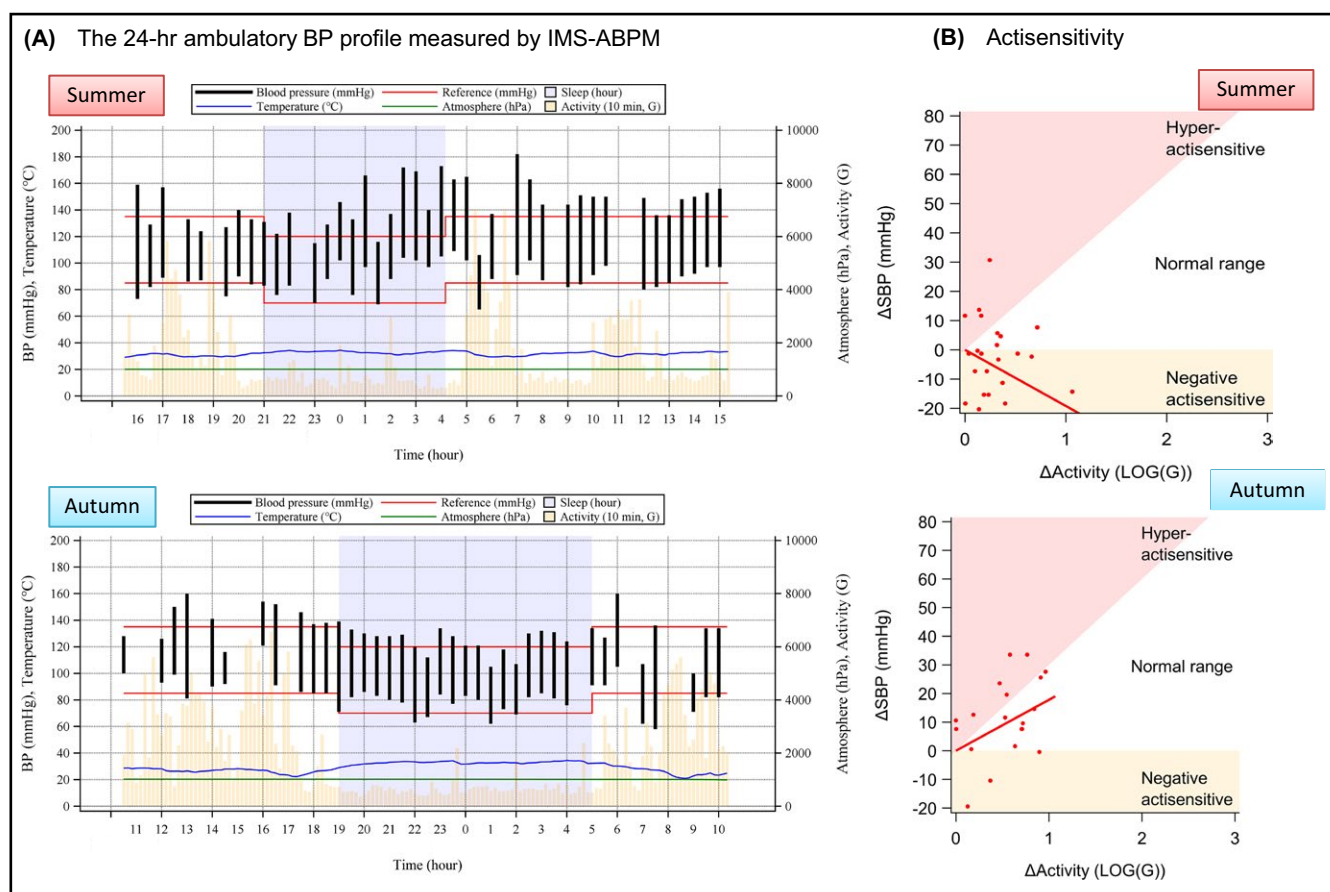 (A) The 24-hr ambulatory BP profile measured by IMS-ABPM
(B) Actisensitivity
Summer
Blood pressure (mmHg) Reference (mmHg) Sleep (hour)
Temperature (°C) Atmosphere (hPa) Activity (10 min, G)
BP (mmHg), Temperature (°C)
200
180
160
140
120
100
80
60
40
20
0
10000
8000
6000
4000
2000
0
Atmosphere (hPa), Activity (G)
16 17 18 19 20 21 22 23 0 1 2 3 4 5 6 7 8 9 10 11 12 13 14 15
Time (hour)
Summer
ΔSBP (mmHg)
80
70
60
50
40
30
20
10
0
-10
-20
Hyper-
actisensitive
Normal range
Negative
actisensitive
0 1 2 3
ΔActivity (LOG(G))
Autumn
Blood pressure (mmHg) Reference (mmHg) Sleep (hour)
Temperature (°C) Atmosphere (hPa) Activity (10 min, G)
BP (mmHg), Temperature (°C)
200
180
160
140
120
100
80
60
40
20
0
10000
8000
6000
4000
2000
0
Atmosphere (hPa), Activity (G)
11 12 13 14 15 16 17 18 19 20 21 22 23 0 1 2 3 4 5 6 7 8 9 10
Time (hour)
Autumn
ΔSBP (mmHg)
80
70
60
50
40
30
20
10
0
-10
-20
Hyper-
actisensitive
Normal range
Negative
actisensitive
0 1 2 3
ΔActivity (LOG(G))